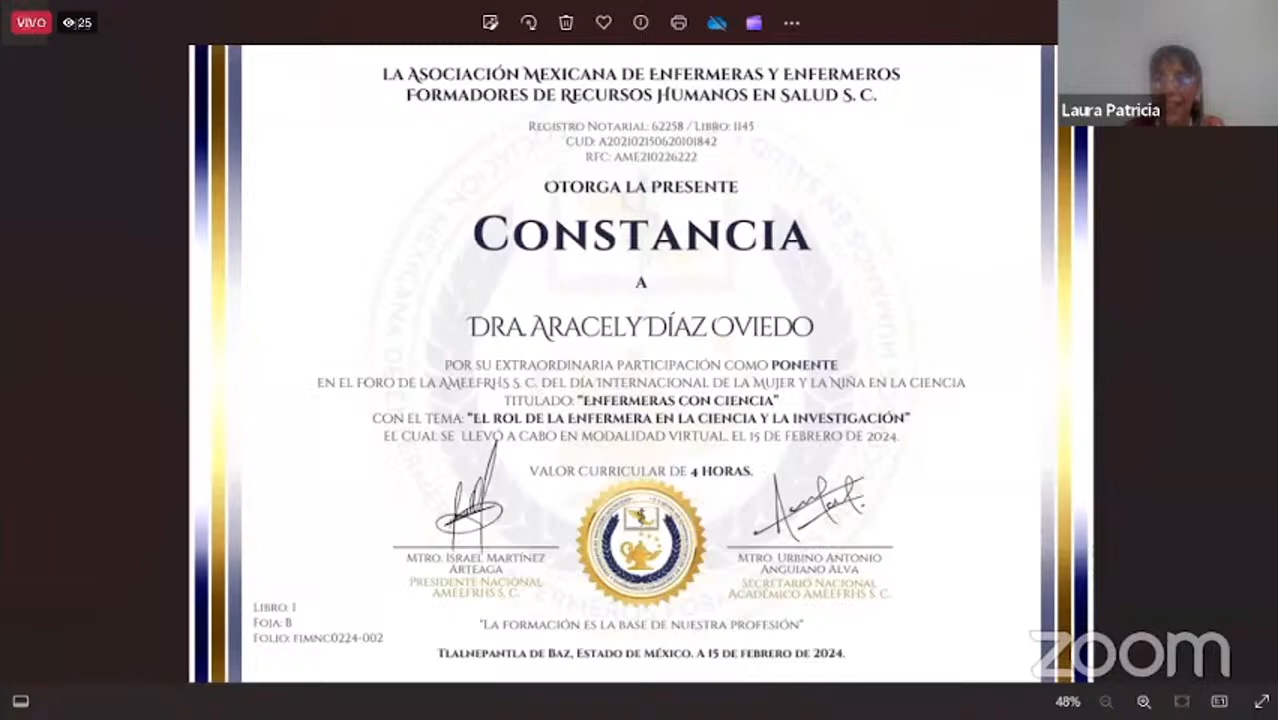 VIVO
25
LA ASOCIACIÓN MEXICANA DE ENFERMERAS Y ENFERMEROS
FORMADORES DE RECURSOS HUMANOS EN SALUD S. C.
Laura Patricia
REGISTRO NOTARIAL: 62258 / LIBRO: 1145
CUD: A202102150620101842
RFC: AME210226222
OTORGA LA PRESENTE
CONSTANCIA
A
DRA. ARACELY DÍAZ OVIEDO
POR SU EXTRAORDINARIA PARTICIPACIÓN COMO PONENTE
EN EL FORO DE LA AMEEFRHS S. C. DEL DÍA INTERNACIONAL DE LA MUJER Y LA NIÑA EN LA CIENCIA
TITULADO: "ENFERMERAS CON CIENCIA"
CON EL TEMA: "EL ROL DE LA ENFERMERA EN LA CIENCIA Y LA INVESTIGACIÓN"
EL CUAL SE LLEVÓ A CABO EN MODALIDAD VIRTUAL, EL 15 DE FEBRERO DE 2024.
VALOR CURRICULAR DE 4 HORAS.
MTRO. ISRAEL MARTÍNEZ
ARTEAGA
PRESIDENTE NACIONAL
AMEEFRHS S. C.
MTRO. URBINO ANTONIO
ANGUIANO ALVA
SECRETARIO NACIONAL
ACADÉMICO AMEEFRHS S. C.
LIBRO: I
FOJA: B
FOLIO: FIMNC0224-002
"LA FORMACIÓN ES LA BASE DE NUESTRA PROFESIÓN"
TLALNEPANTLA DE BAZ, ESTADO DE MÉXICO. A 15 DE FEBRERO DE 2024.
zoom
48%